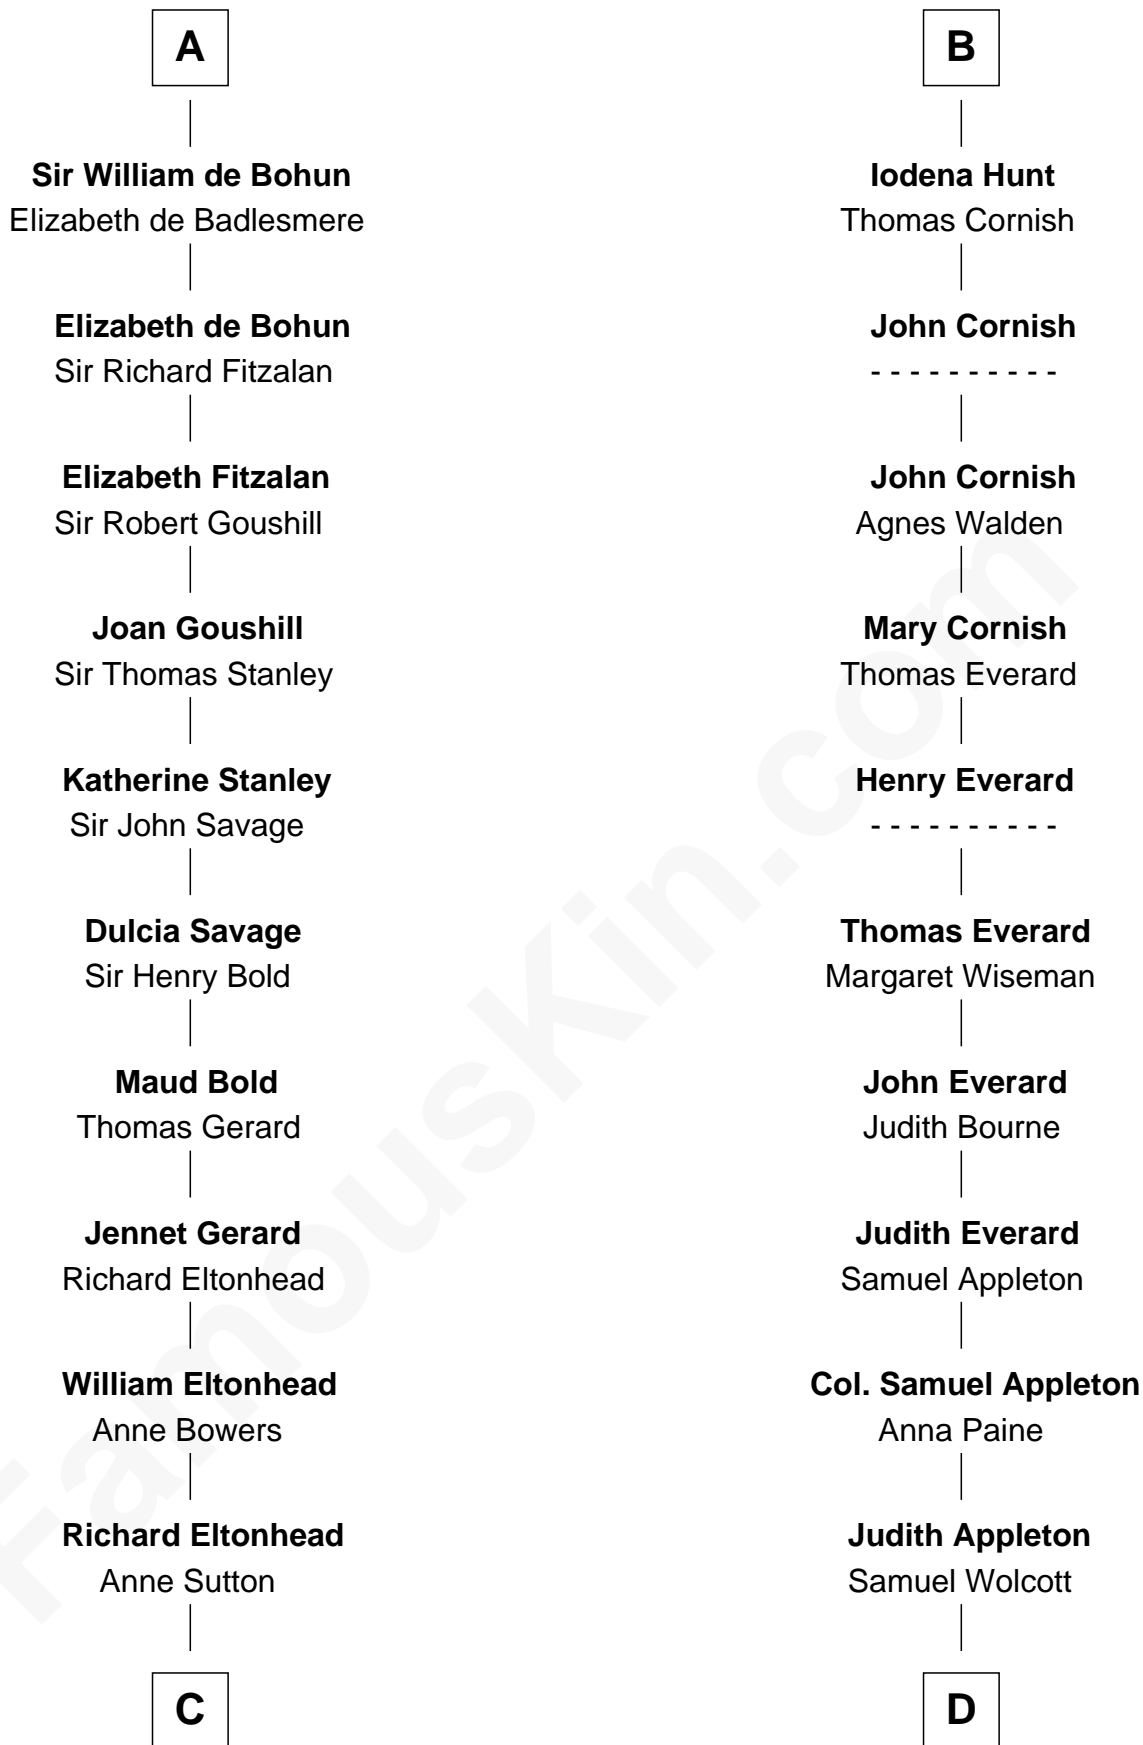 A
Sir William de Bohun
Elizabeth de Badlesmere
Elizabeth de Bohun
Sir Richard Fitzalan
Elizabeth Fitzalan
Sir Robert Goushill
Joan Goushill
Sir Thomas Stanley
Katherine Stanley
Sir John Savage
Dulcia Savage
Sir Henry Bold
Maud Bold
Thomas Gerard
Jennet Gerard
Richard Eltonhead
William Eltonhead
Anne Bowers
Richard Eltonhead
Anne Sutton
C
B
Iodena Hunt
Thomas Cornish
John Cornish
- - - - - - - - - -
John Cornish
Agnes Walden
Mary Cornish
Thomas Everard
Henry Everard
- - - - - - - - - -
Thomas Everard
Margaret Wiseman
John Everard
Judith Bourne
Judith Everard
Samuel Appleton
Col. Samuel Appleton
Anna Paine
Judith Appleton
Samuel Wolcott
D
FamousKin.com